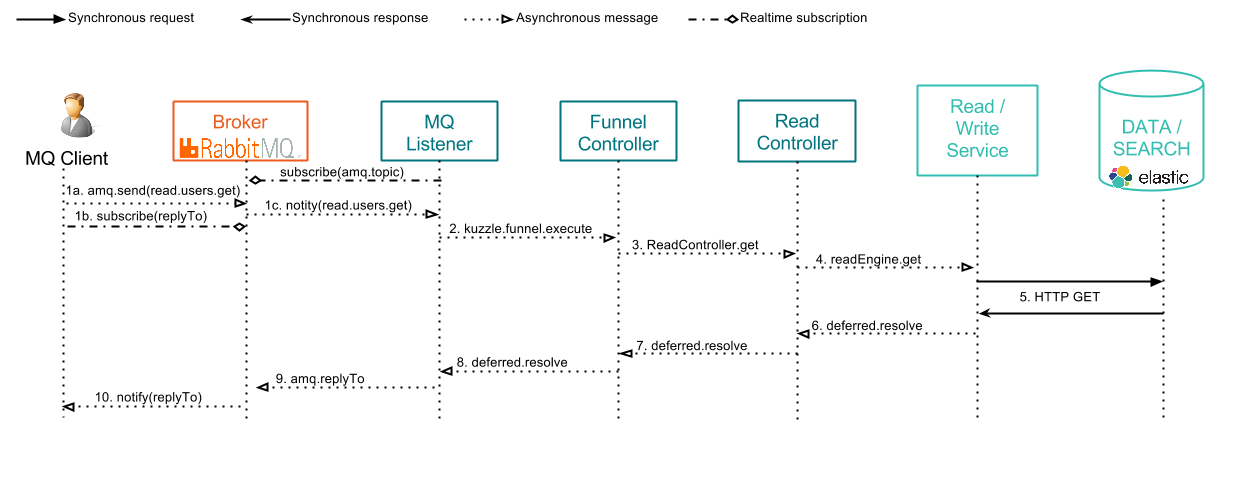 Synchronous request
Synchronous response
Asynchronous message
Realtime subscription
MQ Client
Broker
RabbitMQ
MQ
Listener
Funnel
Controller
Read
Controller
Read /
Write
Service
DATA /
SEARCH
elastic
subscribe(amq.topic)
1a. amq.send(read.users.get)
1b. subscribe(replyTo)
1c. notity(read.users.get)
2. kuzzle.funnel.execute
3. ReadController.get
4. readEngine.get
5. HTTP GET
6. deferred.resolve
7. deferred.resolve
8. deferred.resolve
9. amq.replyTo
10. notify(replyTo)